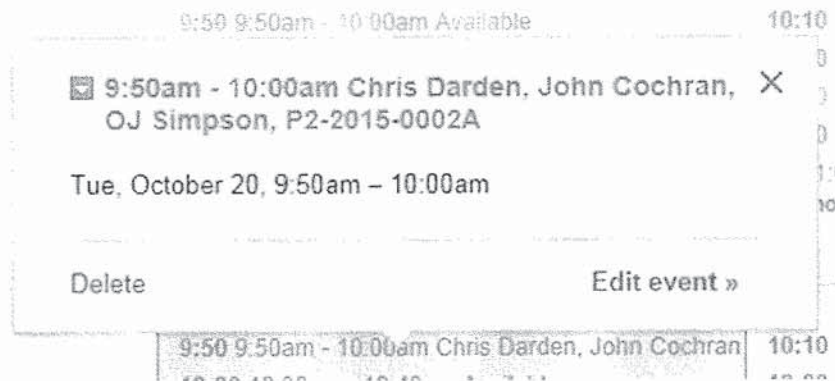 9:50 9:50am - 10:00am Available
10:10
9:50am - 10:00am Chris Darden, John Cochran,
OJ Simpson, P2-2015-0002A
Tue, October 20, 9:50am – 10:00am
Delete
Edit event »
9:50 9:50am - 10:00am Chris Darden, John Cochran
10:10